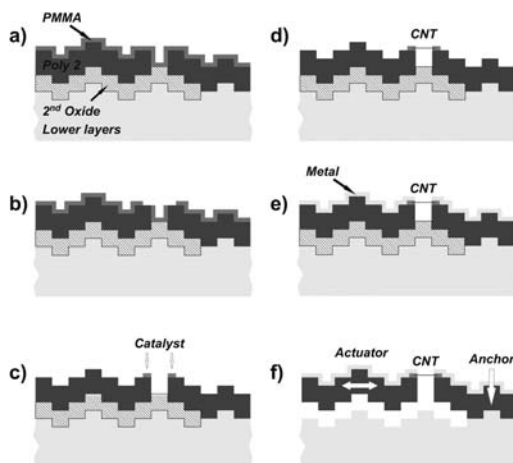 PMMA
a)
Poly 2
2nd Oxide
Lower layers
b)
Catalyst
c)
CNT
d)
Metal
CNT
e)
Actuator
CNT
Anchor
f)